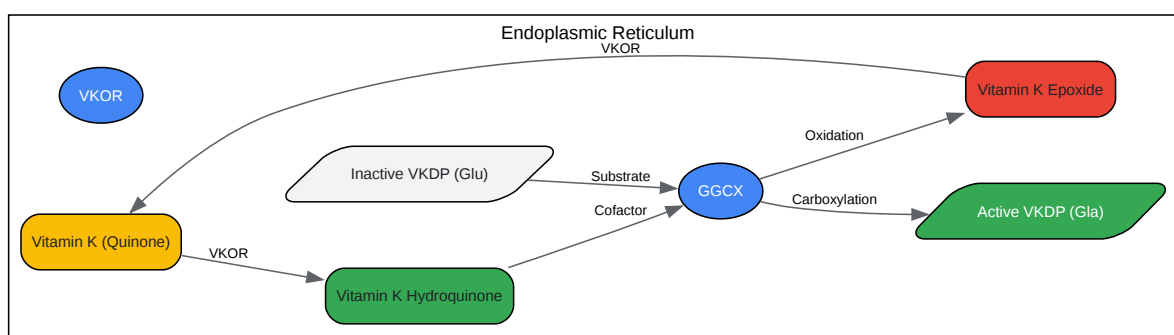 Endoplasmic Reticulum
VKOR
VKOR
Vitamin K Epoxide
Oxidation
Inactive VKDP (Glu)
Substrate
GGCX
Carboxylation
Active VKDP (Gla)
Cofactor
Vitamin K (Quinone)
VKOR
Vitamin K Hydroquinone